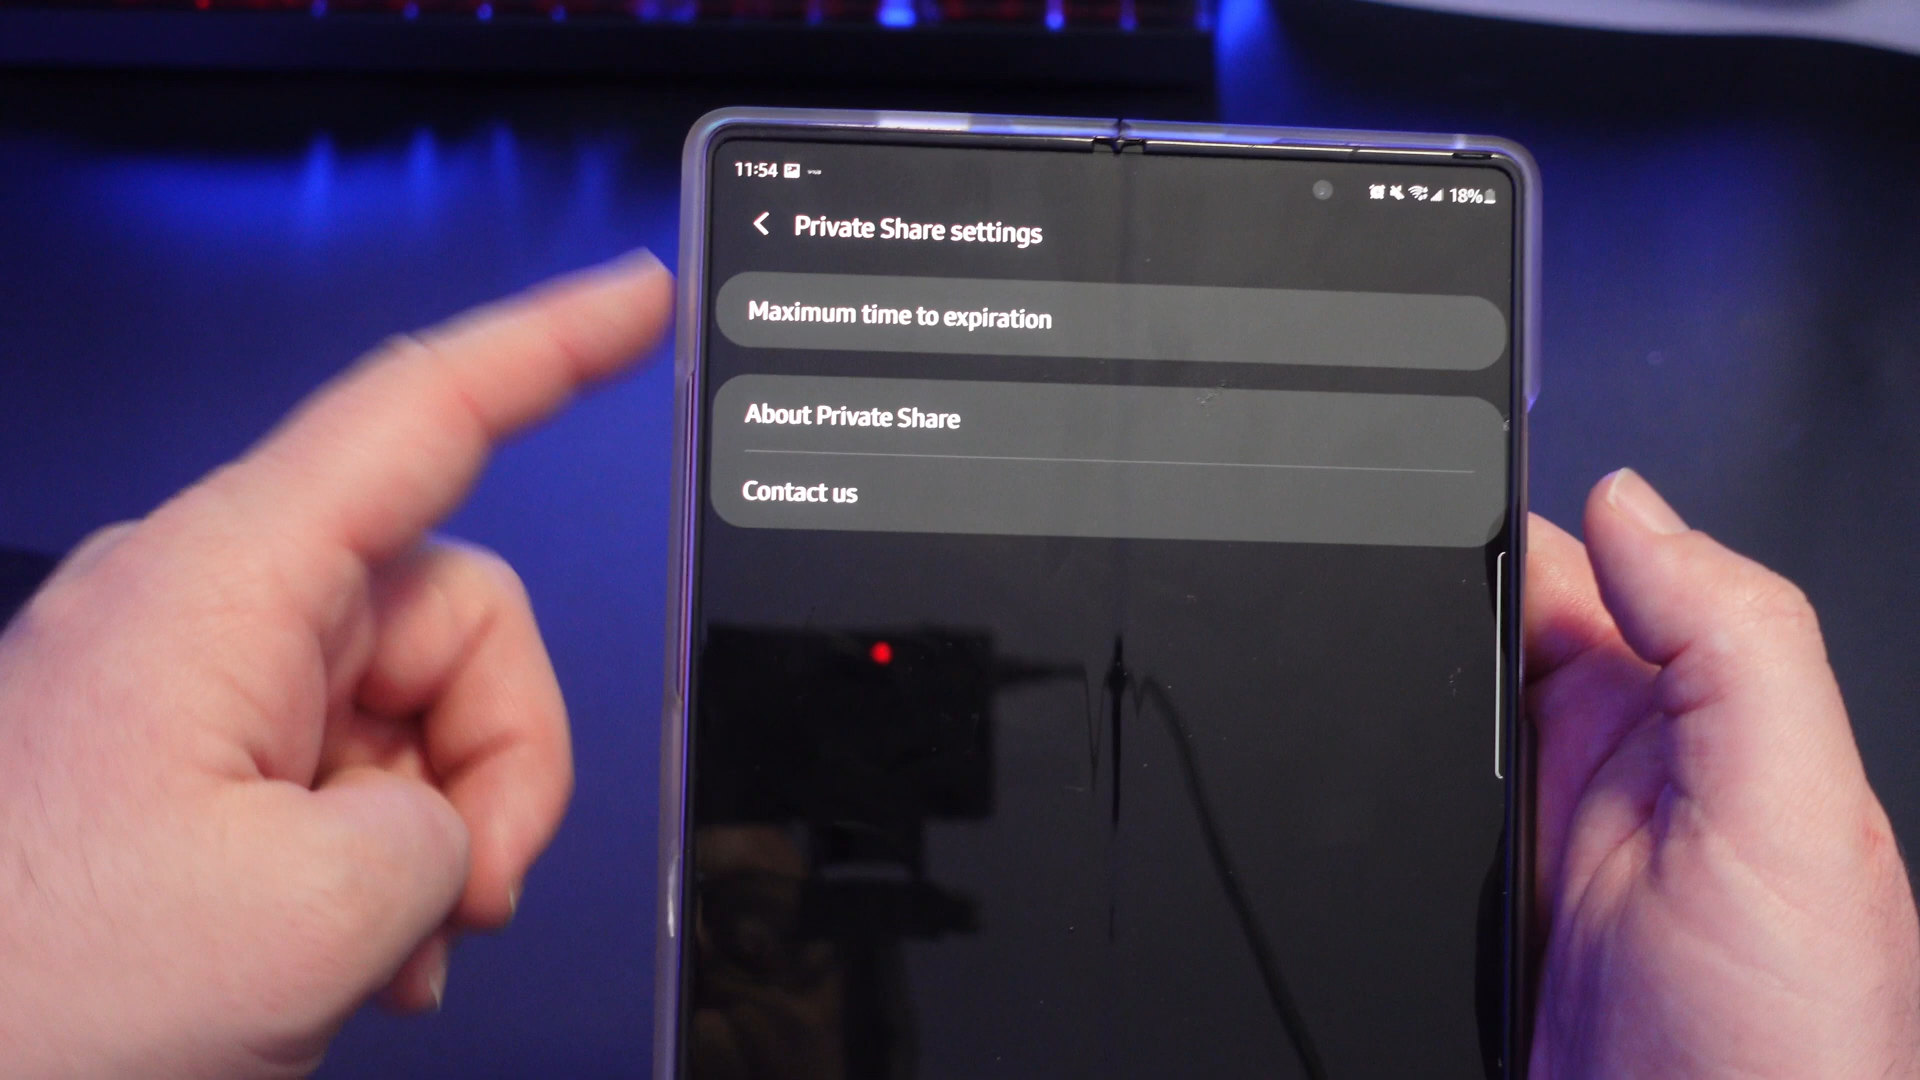 11:54
18%
Private Share settings
Maximum time to expiration
About Private Share
Contact us